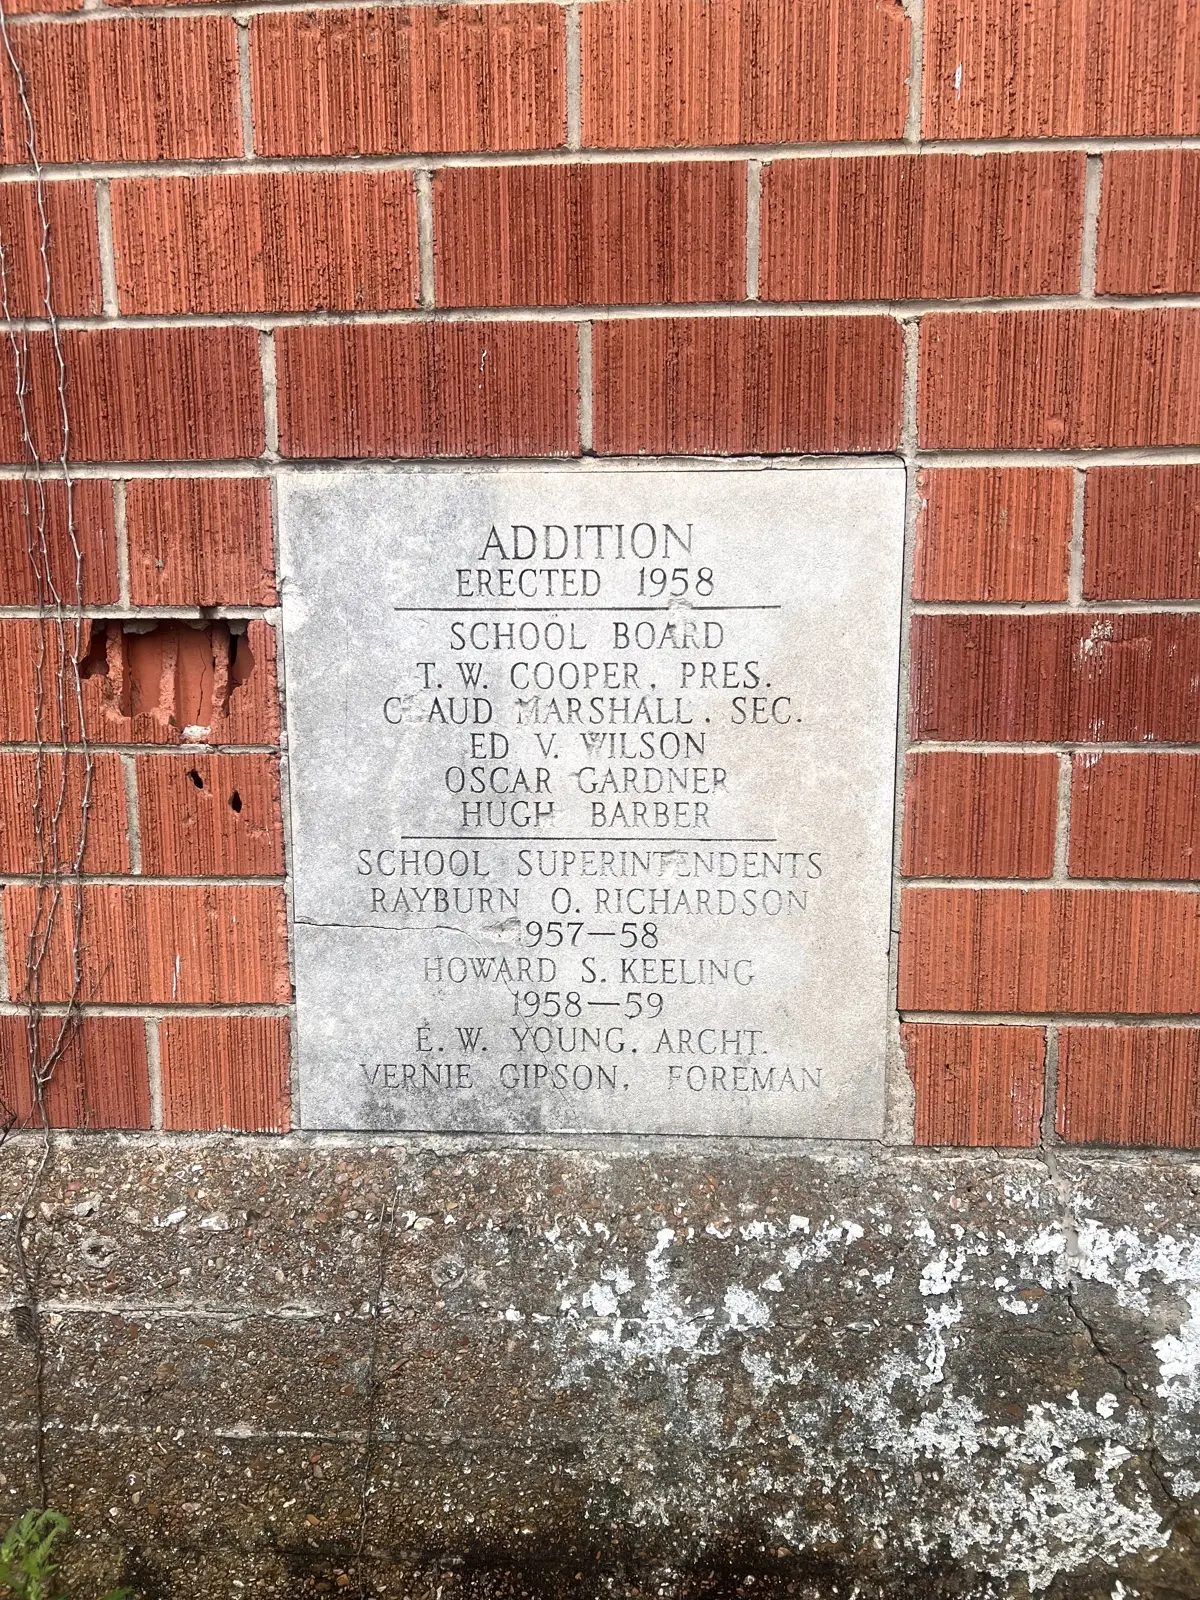 ADDITION
ERECTED 1958
SCHOOL BOARD
T. W. COOPER, PRES.
CLAUD MARSHALL. SEC.
ED V. WILSON
OSCAR GARDNER
HUGH BARBER
SCHOOL SUPERINTENDENTS
RAYBURN O. RICHARDSON
1957—58
HOWARD S. KEELING
1958—59
E. W. YOUNG. ARCHT.
VERNIE GIPSON, FOREMAN